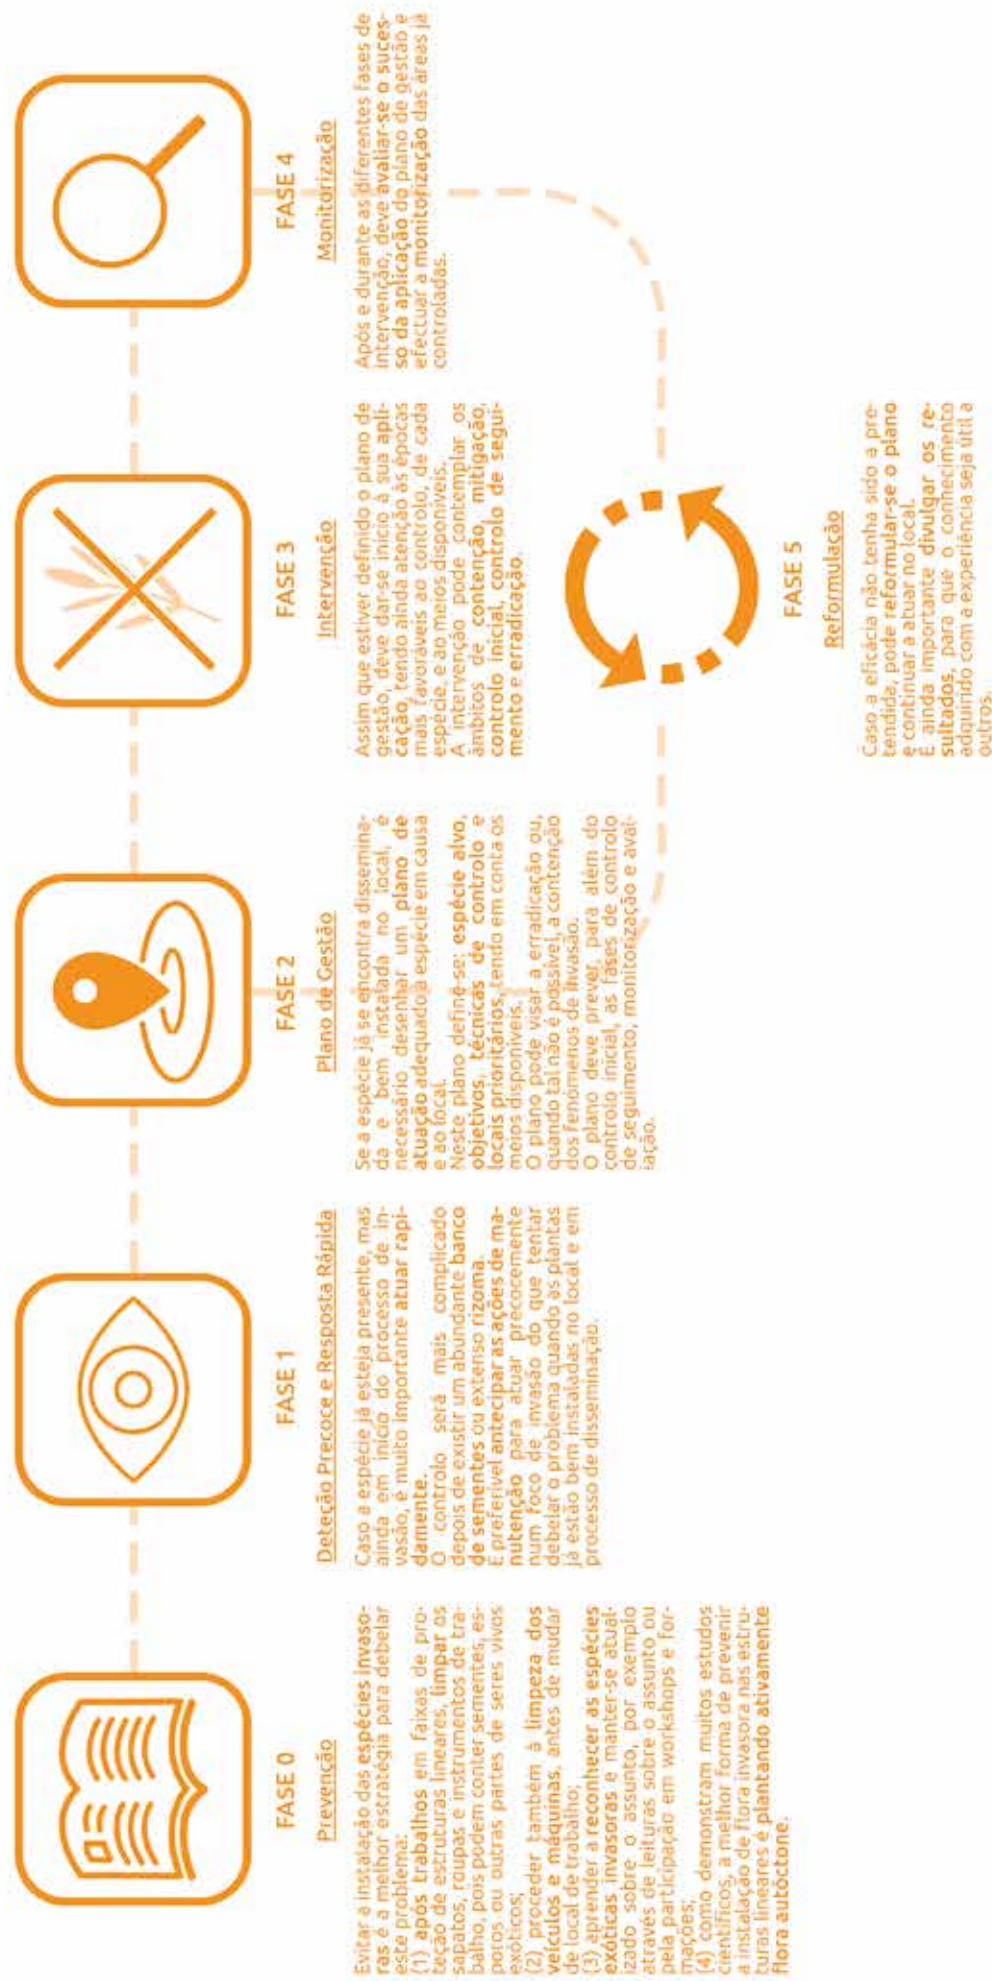 FASE 0
Prevenção
Evitar a instalação das espécies invaso-
ras é a melhor estratégia para debelar
este problema:
(1) após trabalhos em faixas de pro-
teção de estruturas lineares, limpar os
sapatos, roupas e instrumentos de tra-
balho, pois podem conter sementes, es-
poros ou outras partes de seres vivos
exóticos;
(2) proceder também à limpeza dos
veículos e máquinas, antes de mudar
de local de trabalho;
(3) aprender a reconhecer as espécies
exóticas invasoras e manter-se atual-
izado sobre o assunto, por exemplo
através de leituras sobre o assunto ou
pela participação em workshops e for-
mações;
(4) como demonstram muitos estudos
científicos, a melhor forma de prevenir
a instalação de flora invasora nas estru-
turas lineares é plantando ativamente
flora autóctone.
FASE 1
Deteção Precoce e Resposta Rápida
Caso a espécie já esteja presente, mas
ainda em início do processo de in-
vasão, é muito importante atuar rapi-
damente.
O controlo será mais complicado
depois de existir um abundante banco
de sementes ou extenso rizoma.
É preferível antecipar as ações de ma-
nutenção para atuar precocemente
num foco de invasão do que tentar
debelar o problema quando as plantas
já estão bem instaladas no local e em
processo de disseminação.
FASE 2
Plano de Gestão
Se a espécie já se encontra dissemina-
da e bem instalada no local, é
necessário desenhar um plano de
atuação adequado à espécie em causa
e ao local.
Neste plano define-se: espécie alvo,
objetivos, técnicas de controlo e
locais prioritários, tendo em conta os
meios disponíveis.
O plano pode visar a erradicação ou,
quando tal não é possível, a contenção
dos fenómenos de invasão.
O plano deve prever, para além do
controlo inicial, as fases de controlo
de seguimento, monitorização e aval-
iação.
FASE 3
Intervenção
Assim que estiver definido o plano de
gestão, deve dar-se início à sua apli-
cação, tendo ainda atenção às épocas
mais favoráveis ao controlo, de cada
espécie, e ao meios disponíveis.
A intervenção pode contemplar os
âmbitos de contenção, mitigação,
controlo inicial, controlo de segui-
mento e erradicação.
FASE 4
Monitorização
Após e durante as diferentes fases de
intervenção, deve avaliar-se o suces-
so da aplicação do plano de gestão e
efectuar a monitorização das áreas já
controladas.
FASE 5
Reformulação
Caso a eficácia não tenha sido a pre-
tendida, pode reformular-se o plano
e continuar a atuar no local.
É ainda importante divulgar os re-
sultados, para que o conhecimento
adquirido com a experiência seja útil a
outros.